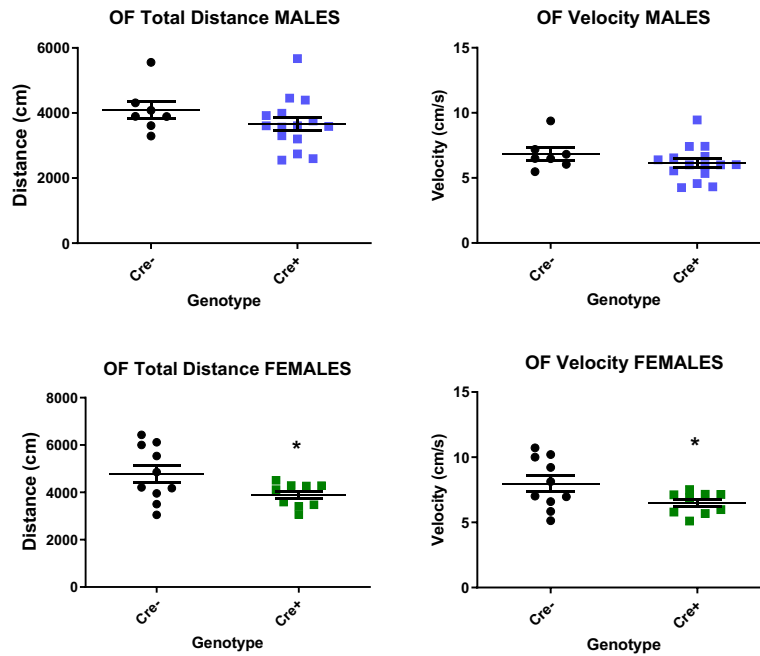 OF Total Distance MALES
Distance (cm)
6000
4000
2000
0
Cre-
Cre+
Genotype
OF Velocity MALES
Velocity (cm/s)
15
10
5
0
Cre-
Cre+
Genotype
OF Total Distance FEMALES
Distance (cm)
8000
6000
4000
2000
0
*
Cre-
Cre+
Genotype
OF Velocity FEMALES
Velocity (cm/s)
15
10
5
0
*
Cre-
Cre+
Genotype